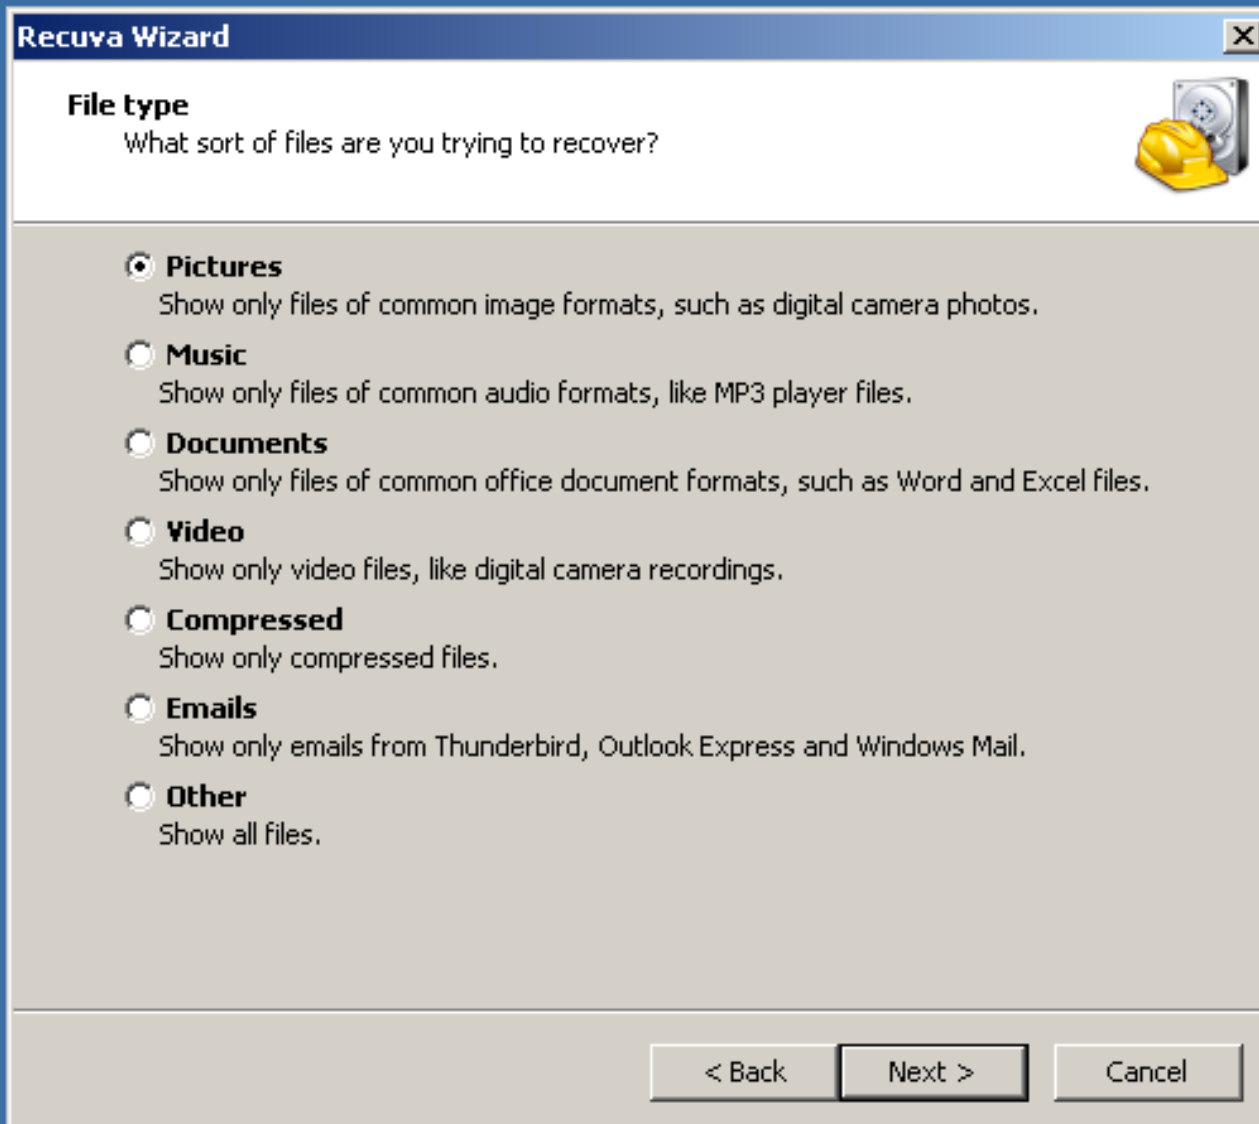 Recuva Wizard
File type
What sort of files are you trying to recover?
Pictures
Show only files of common image formats, such as digital camera photos.
Music
Show only files of common audio formats, like MP3 player files.
Documents
Show only files of common office document formats, such as Word and Excel files.
Video
Show only video files, like digital camera recordings.
Compressed
Show only compressed files.
Emails
Show only emails from Thunderbird, Outlook Express and Windows Mail.
Other
Show all files.
< Back Next > Cancel